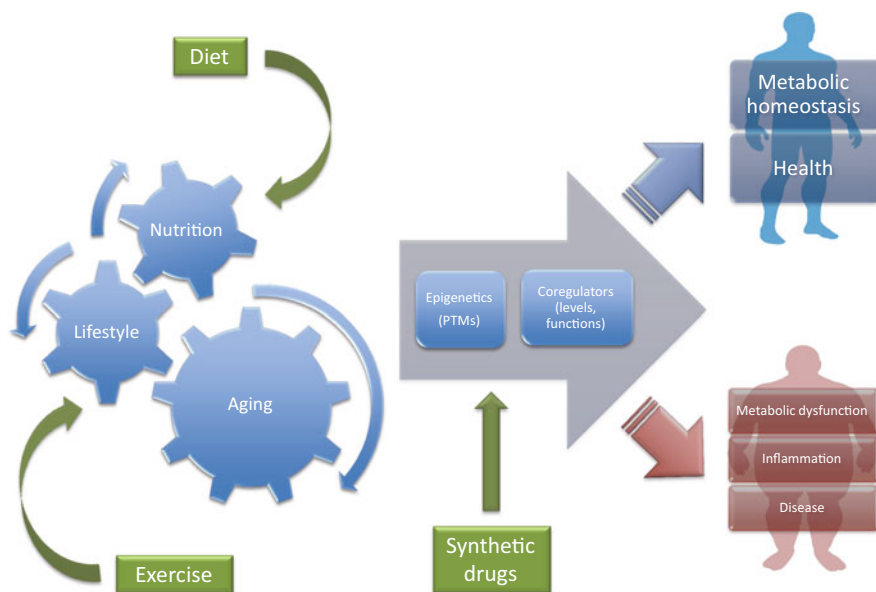 Diet
Nutrition
Lifestyle
Aging
Exercise
Epigenetics
(PTMs)
Coregulators
(levels,
functions)
Synthetic
drugs
Metabolic
homeostasis
Health
Metabolic dysfunction
Inflammation
Disease